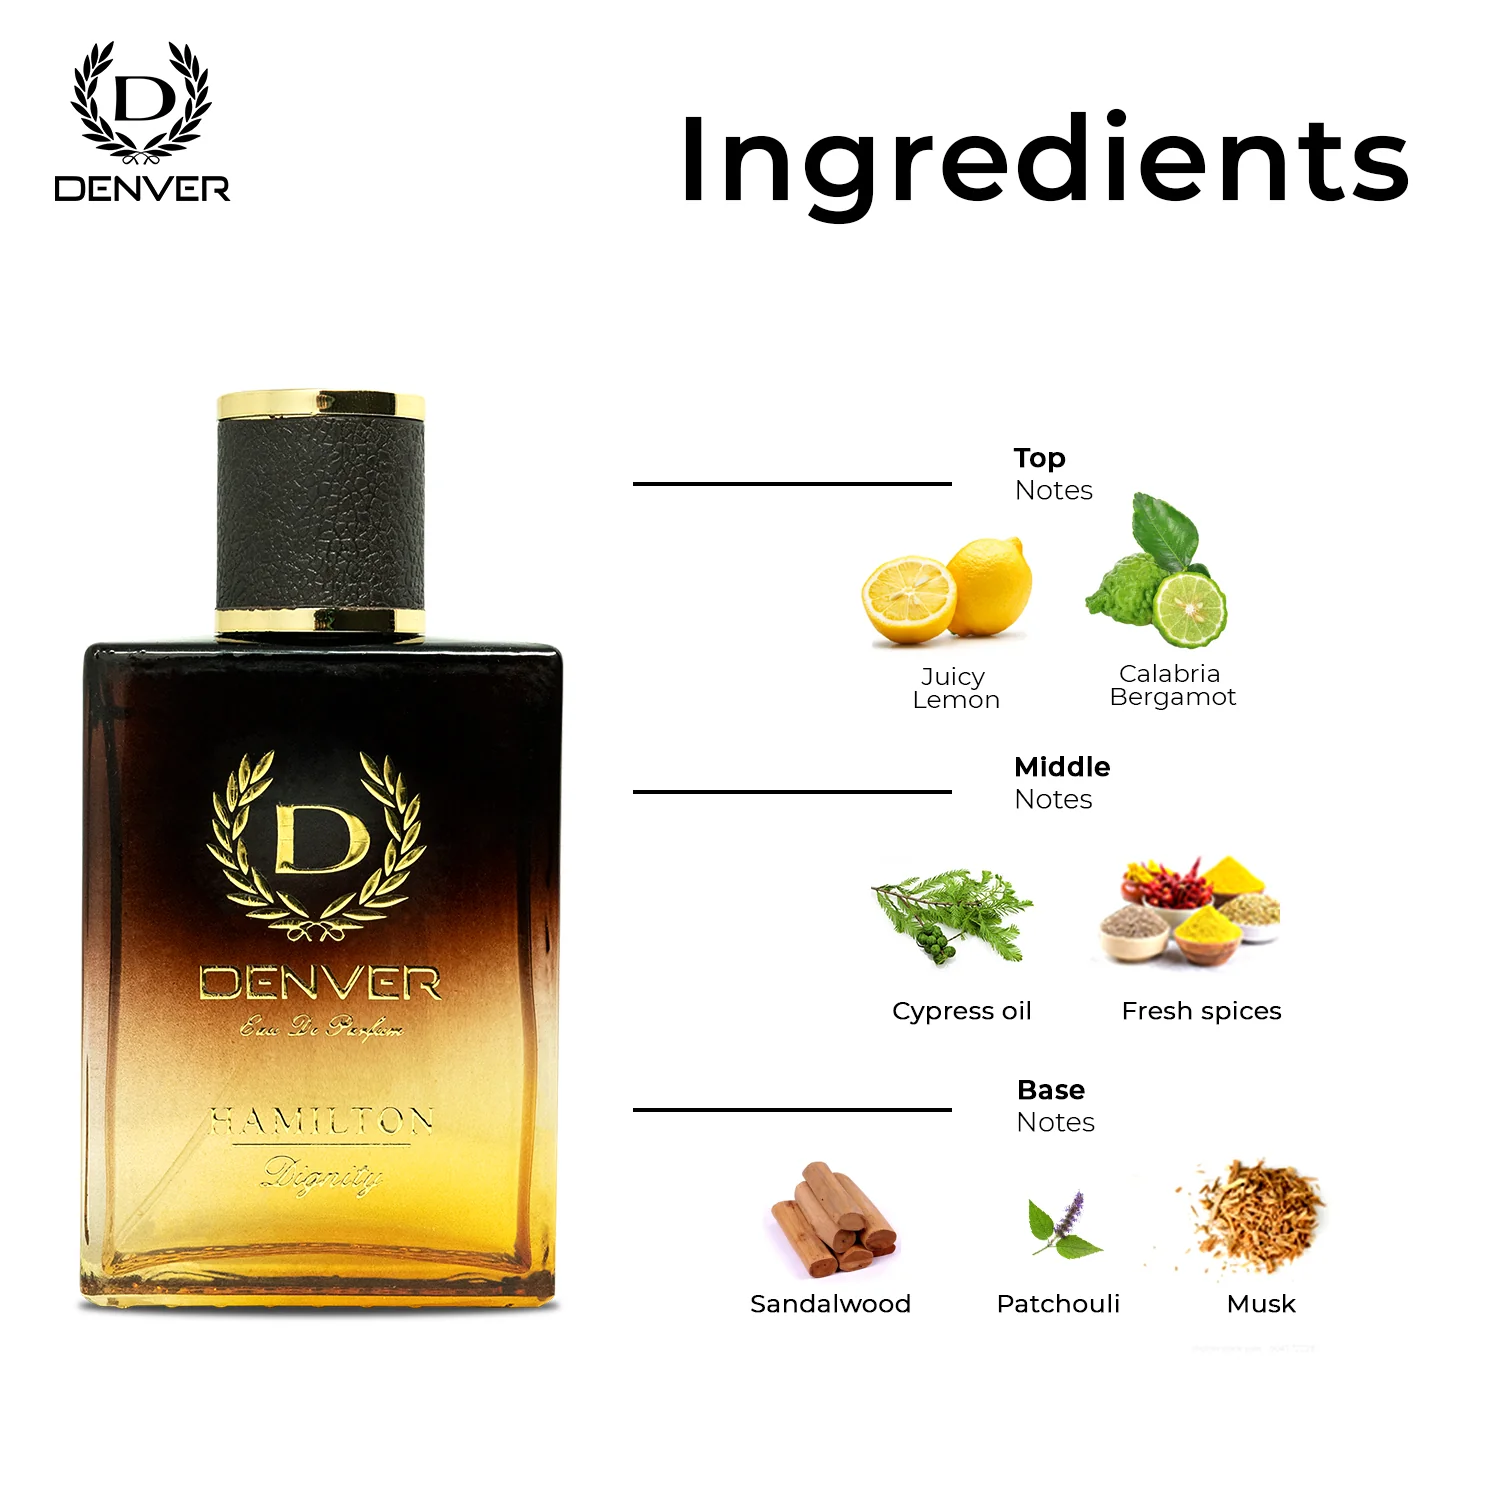 D
DENVER
Ingredients
D
DENVER
Eau De Parfum
HAMILTON
Dignity
Top
Notes
Juicy
Lemon
Calabria
Bergamot
Middle
Notes
Cypress oil
Fresh spices
Base
Notes
Sandalwood
Patchouli
Musk